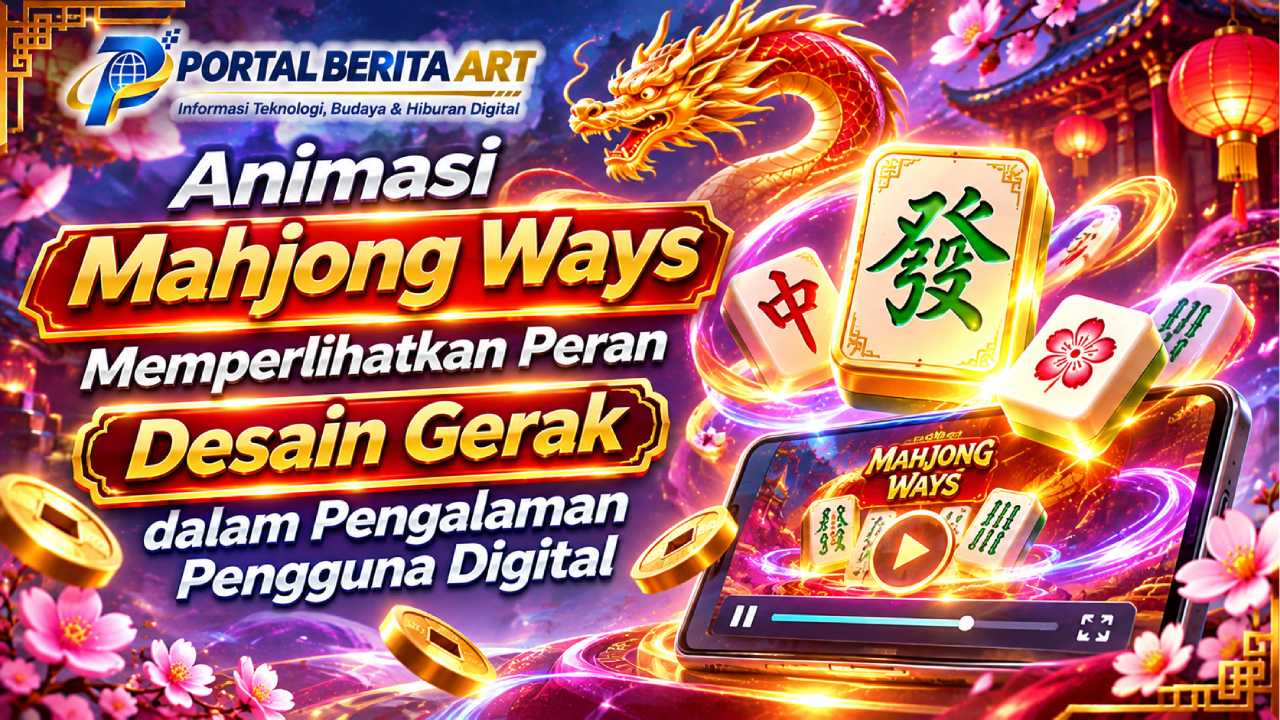 PORTAL BERITA ART
Informasi Teknologi, Budaya & Hiburan Digital
Animasi
Mahjong Ways
Memperlihatkan Peran
Desain Gerak
dalam Pengalaman
Pengguna Digital
發
中
MAHJONG
WAYS